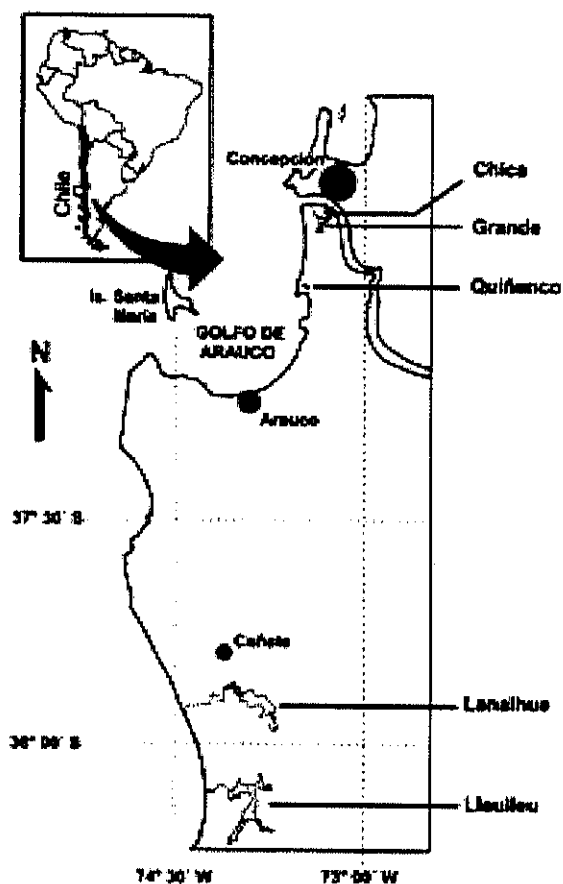 Chile
Concepción
Chica
Grande
Quiñenco
Is. Santa
María
GOLFO DE
ARAUCO
N
Arauco
37° 30' S
Cañete
Lanalhue
38° 00' S
Lleulleu
74° 30' W
73° 00' W